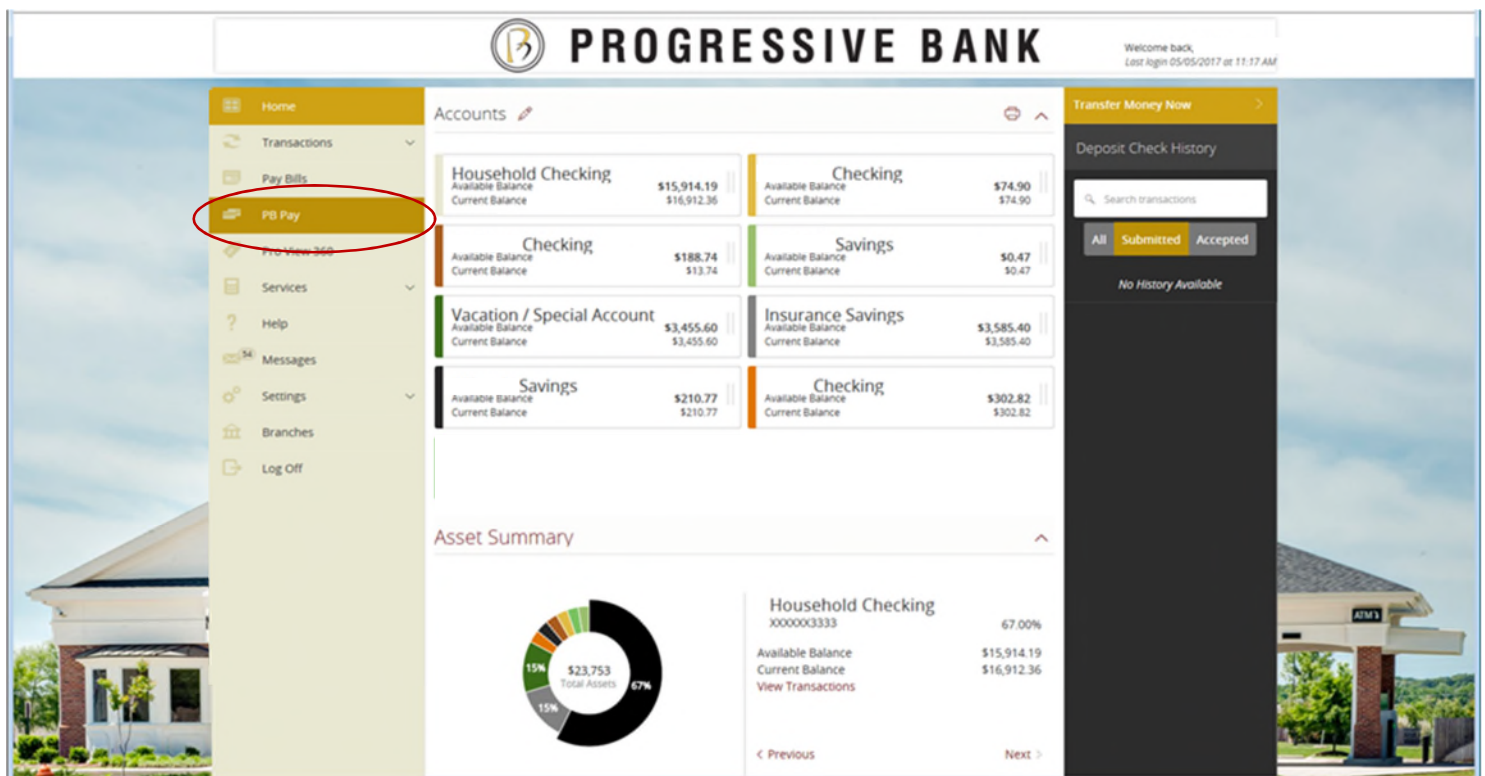 B PROGRESSIVE BANK
Welcome back,
Last login 05/05/2017 at 11:17 AM
Home
Transactions
Pay Bills
PB Pay
Pro View 360
Services
Help
54 Messages
Settings
Branches
Log Off
Accounts
Household Checking
Available Balance $15,914.19
Current Balance $16,912.36
Checking
Available Balance $74.90
Current Balance $74.90
Checking
Available Balance $188.74
Current Balance $13.74
Savings
Available Balance $0.47
Current Balance $0.47
Vacation / Special Account
Available Balance $3,455.60
Current Balance $3,455.60
Insurance Savings
Available Balance $3,585.40
Current Balance $3,585.40
Savings
Available Balance $210.77
Current Balance $210.77
Checking
Available Balance $302.82
Current Balance $302.82
Asset Summary
15%
15%
67%
$23,753
Total Assets
Household Checking
XXXXXX3333 67.00%
Available Balance $15,914.19
Current Balance $16,912.36
View Transactions
< Previous Next >
Transfer Money Now >
Deposit Check History
Search transactions
All Submitted Accepted
No History Available
ATM